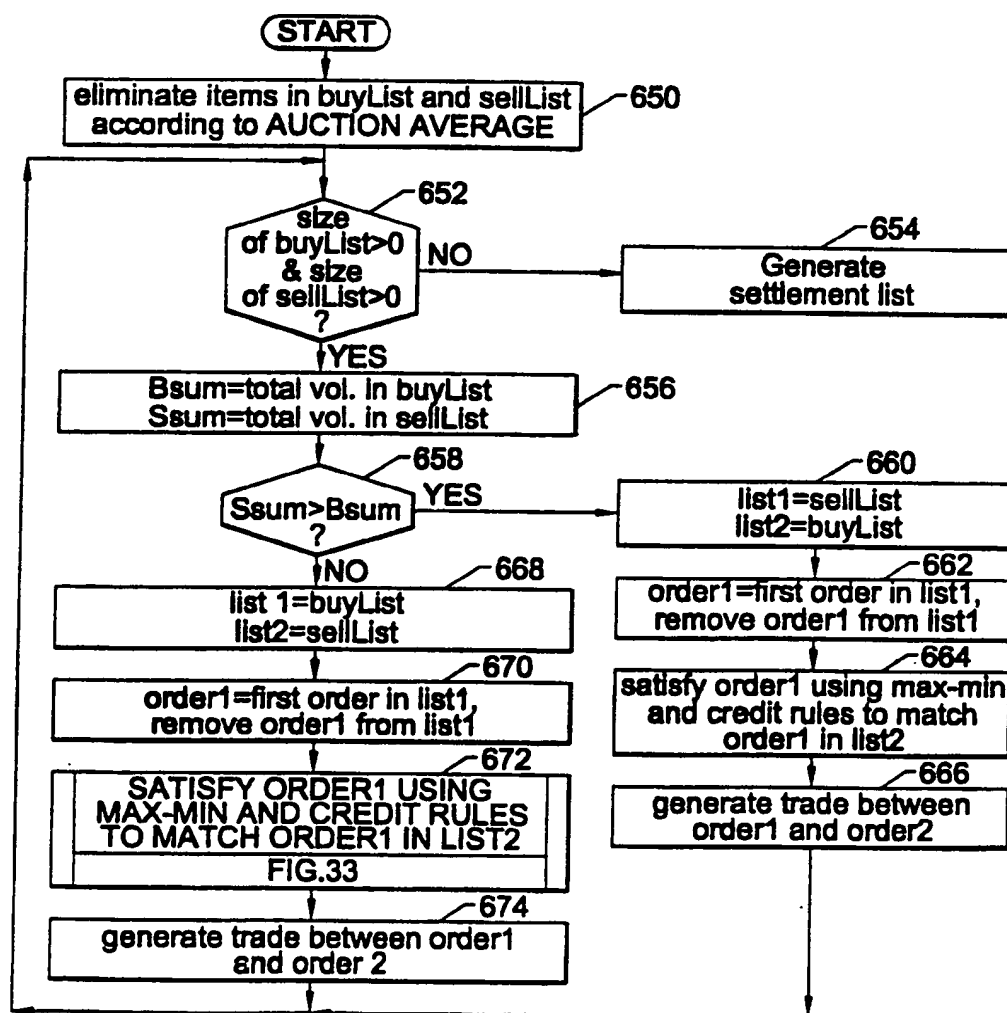 START
eliminate items in buyList and sellList
according to AUCTION AVERAGE
650
652
size
of buyList>0
& size
of sellList>0
?
NO
654
Generate
settlement list
YES
Bsum=total vol. in buyList
Ssum=total vol. in sellList
656
658
Ssum>Bsum
?
YES
660
list1=sellList
list2=buyList
NO
668
list 1=buyList
list2=sellList
662
order1=first order in list1,
remove order1 from list1
670
order1=first order in list1,
remove order1 from list1
664
satisfy order1 using max-min
and credit rules to match
order1 in list2
672
SATISFY ORDER1 USING
MAX-MIN AND CREDIT RULES
TO MATCH ORDER1 IN LIST2
FIG.33
666
generate trade between
order1 and order2
674
generate trade between order1
and order 2